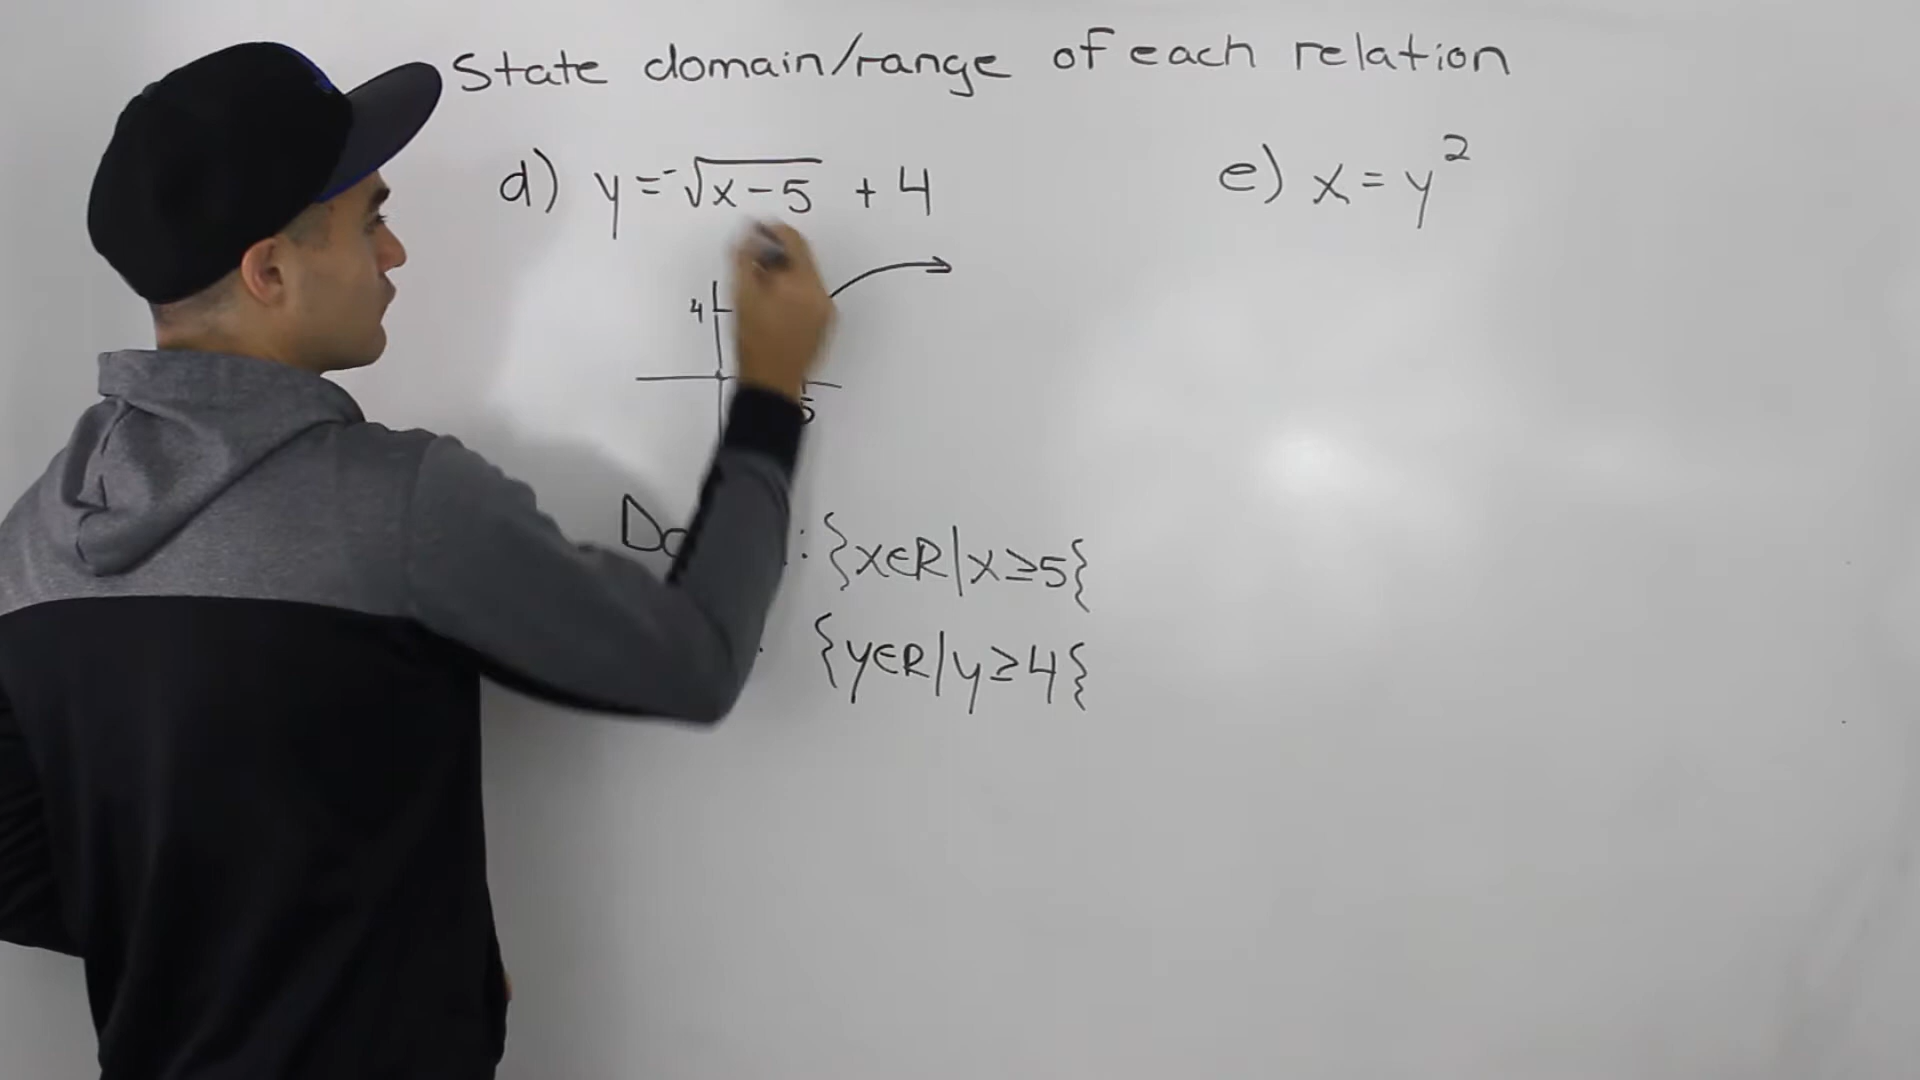 State domain/range of each relation
d) y = -√x-5 + 4
e) x = y²
4
5
: {x∈R|x≥5}
{y∈R|y≥4}